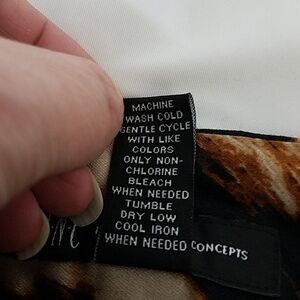 MACHINE
WASH COLD
GENTLE CYCLE
WITH LIKE
COLORS
ONLY NON-
CHLORINE
BLEACH
WHEN NEEDED
TUMBLE
DRY LOW
COOL IRON
WHEN NEEDED
CONCEPTS